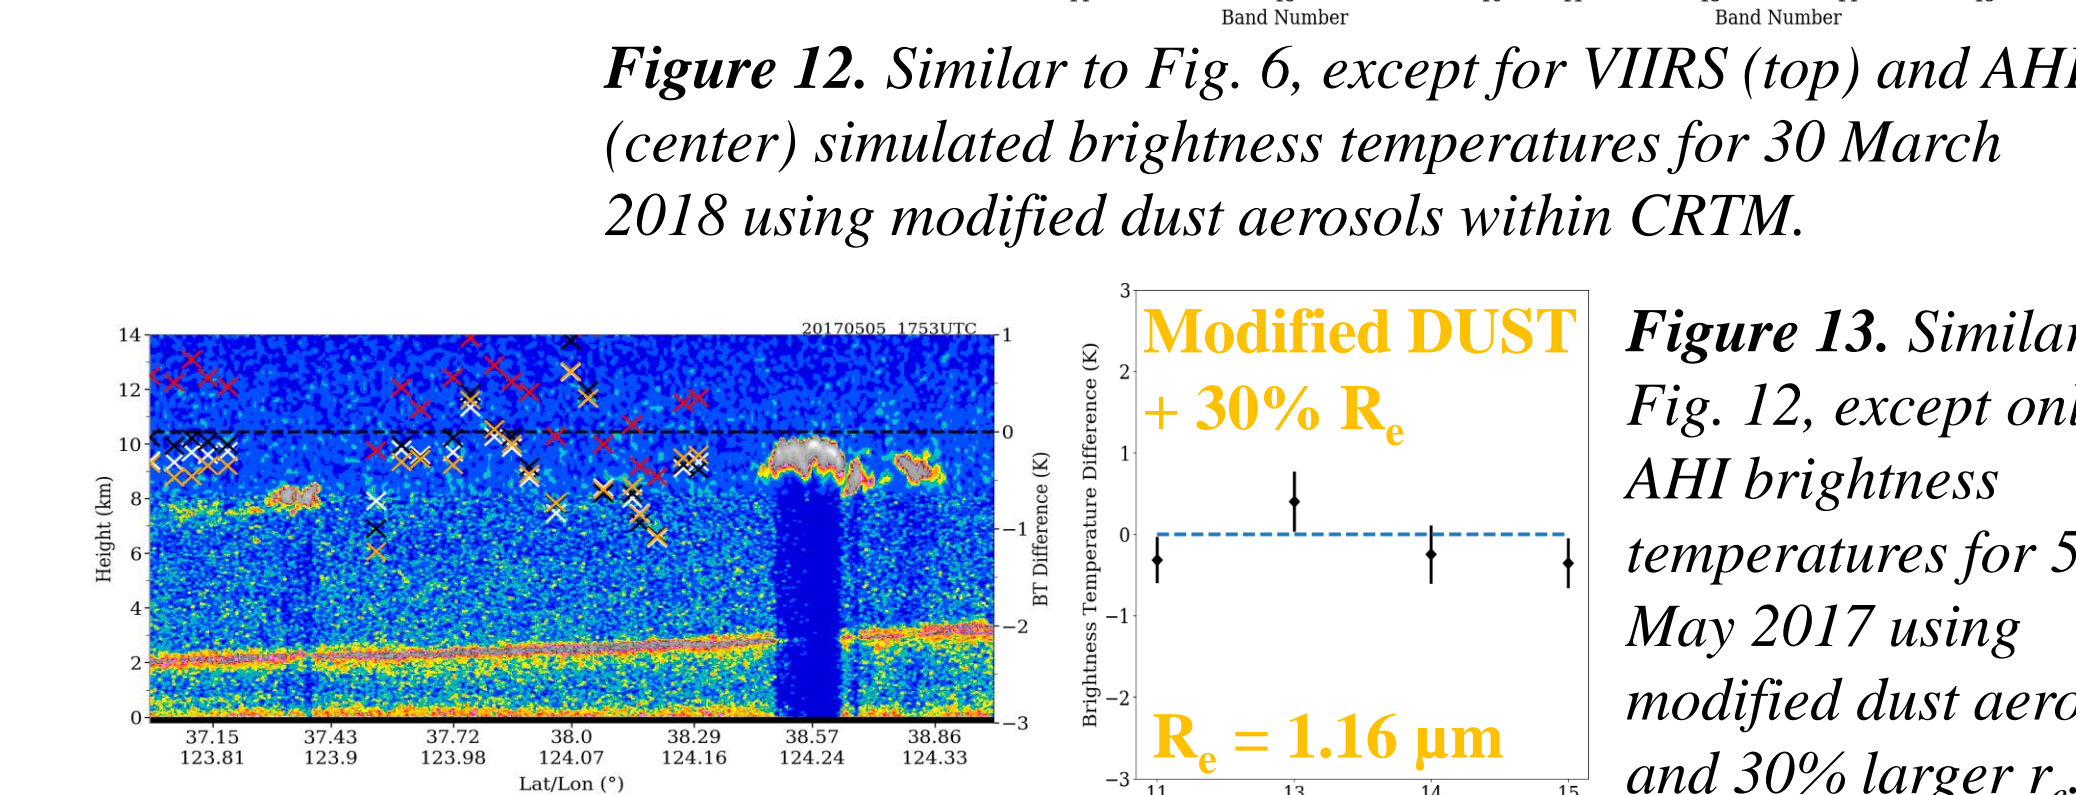 Band Number
Band Number
Figure 12. Similar to Fig. 6, except for VIIRS (top) and AHI
(center) simulated brightness temperatures for 30 March
2018 using modified dust aerosols within CRTM.
20170505 1753UTC
14
12
10
8
6
4
2
0
Height (km)
1
0
−1
−2
−3
BT Difference (K)
37.15 37.43 37.72 38.0 38.29 38.57 38.86
123.81 123.9 123.98 124.07 124.16 124.24 124.33
Lat/Lon (°)
3
2
1
0
−1
−2
−3
Brightness Temperature Difference (K)
Modified DUST
+ 30% Re
Re = 1.16 μm
11 13 14 15
Figure 13. Similar
Fig. 12, except
AHI brightness
temperatures for 5
May 2017 using
modified dust
and 30% larger re.